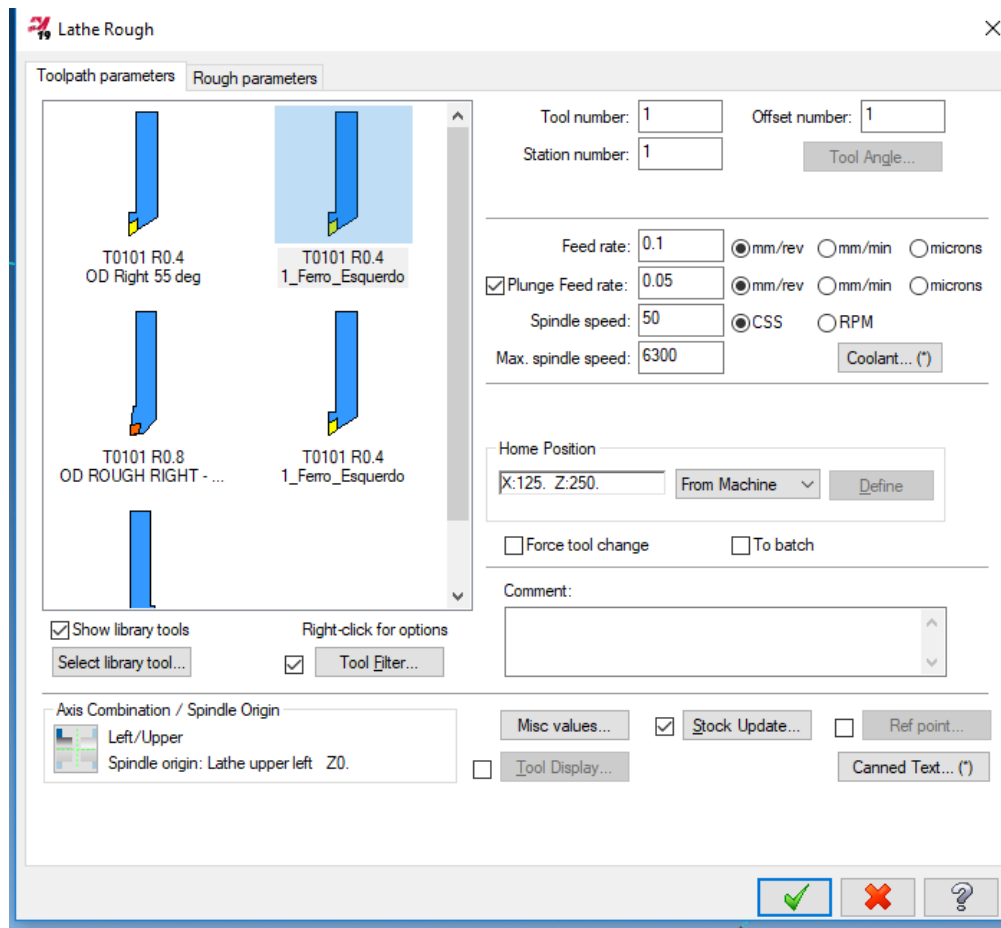 19 Lathe Rough
Toolpath parameters Rough parameters
T0101 R0.4
OD Right 55 deg
T0101 R0.4
1_Ferro_Esquerdo
T0101 R0.8
OD ROUGH RIGHT - ...
T0101 R0.4
1_Ferro_Esquerdo
Show library tools
Right-click for options
Select library tool...
Tool Filter...
Tool number: 1
Offset number: 1
Station number: 1
Tool Angle...
Feed rate: 0.1 mm/rev mm/min microns
Plunge Feed rate: 0.05 mm/rev mm/min microns
Spindle speed: 50 CSS RPM
Max. spindle speed: 6300
Coolant... (*)
Home Position
X:125. Z:250. From Machine Define
Force tool change To batch
Comment:
Axis Combination / Spindle Origin
Left/Upper
Spindle origin: Lathe upper left Z0.
Misc values... Stock Update... Ref point...
Tool Display... Canned Text... (*)